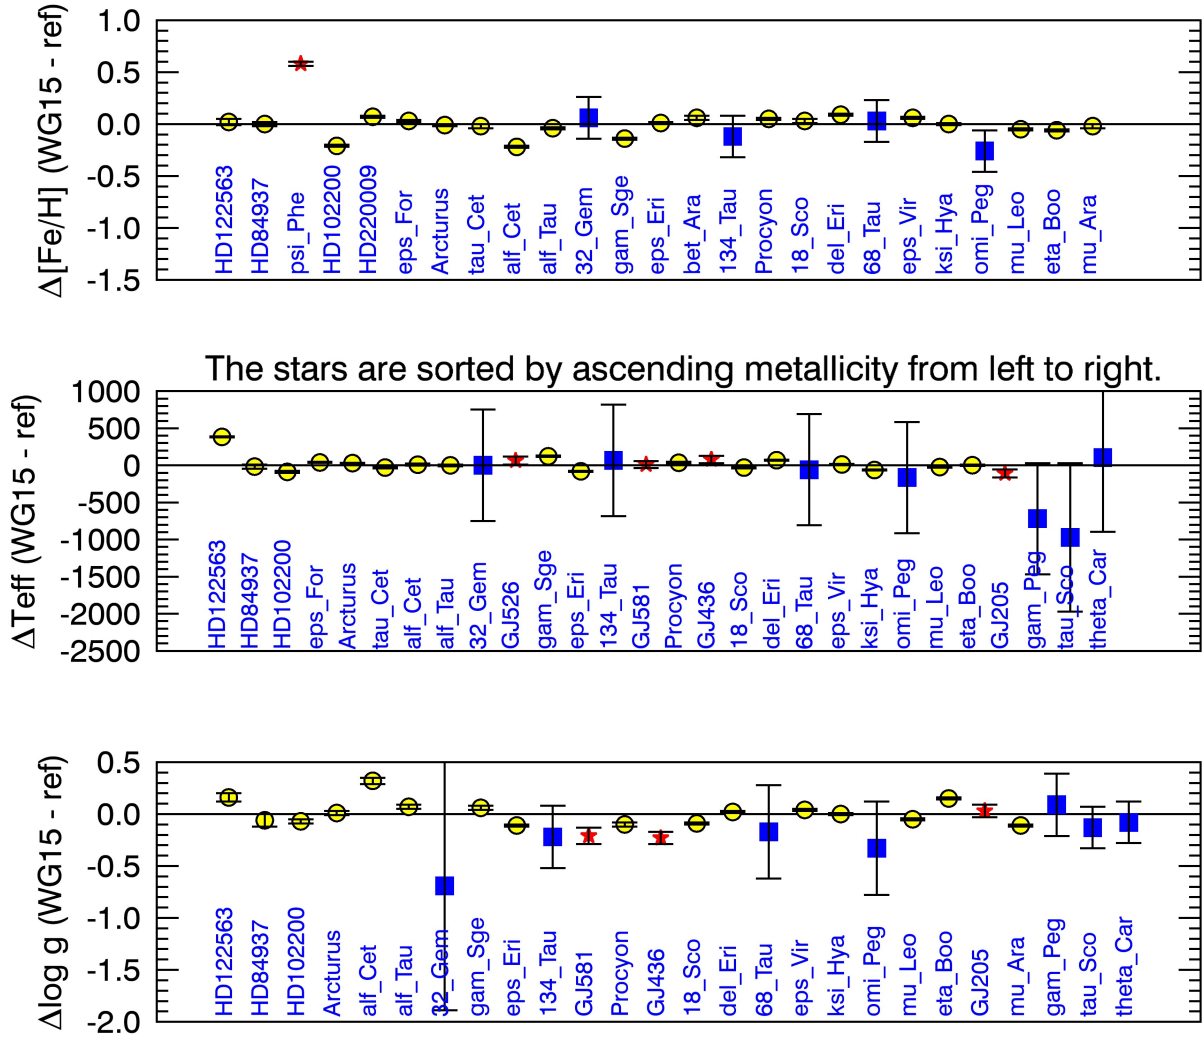 Δ[Fe/H] (WG15 - ref)
1.0
0.5
0.0
-0.5
-1.0
-1.5
HD122563
HD84937
psi_Phe
HD102200
HD220009
eps_For
Arcturus
tau_Cet
alf_Cet
alf_Tau
32_Gem
gam_Sge
eps_Eri
bet_Ara
134_Tau
Procyon
18_Sco
del_Eri
68_Tau
eps_Vir
ksi_Hya
omi_Peg
mu_Leo
eta_Boo
mu_Ara
The stars are sorted by ascending metallicity from left to right.
ΔTeff (WG15 - ref)
1000
500
0
-500
-1000
-1500
-2000
-2500
HD122563
HD84937
HD102200
eps_For
Arcturus
tau_Cet
alf_Cet
alf_Tau
32_Gem
GJ526
gam_Sge
eps_Eri
134_Tau
GJ581
Procyon
GJ436
18_Sco
del_Eri
68_Tau
eps_Vir
ksi_Hya
omi_Peg
mu_Leo
eta_Boo
GJ205
gam_Peg
tau_Sco
theta_Car
Δlog g (WG15 - ref)
0.5
0.0
-0.5
-1.0
-1.5
-2.0
HD122563
HD84937
HD102200
Arcturus
alf_Cet
alf_Tau
32_Gem
gam_Sge
eps_Eri
134_Tau
GJ581
Procyon
GJ436
18_Sco
del_Eri
68_Tau
eps_Vir
ksi_Hya
omi_Peg
mu_Leo
eta_Boo
GJ205
mu_Ara
gam_Peg
tau_Sco
theta_Car